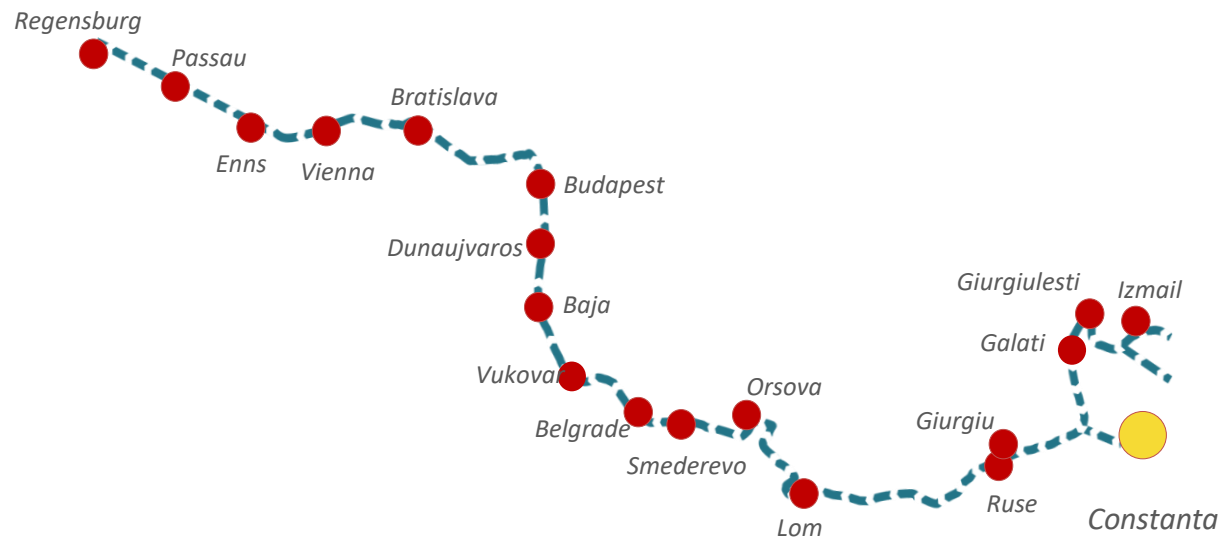 Regensburg
Passau
Bratislava
Enns
Vienna
Budapest
Dunaujvaros
Baja
Giurgiulesti
Izmail
Galati
Vukovar
Orsova
Belgrade
Giurgiu
Smederevo
Ruse
Lom
Constanta